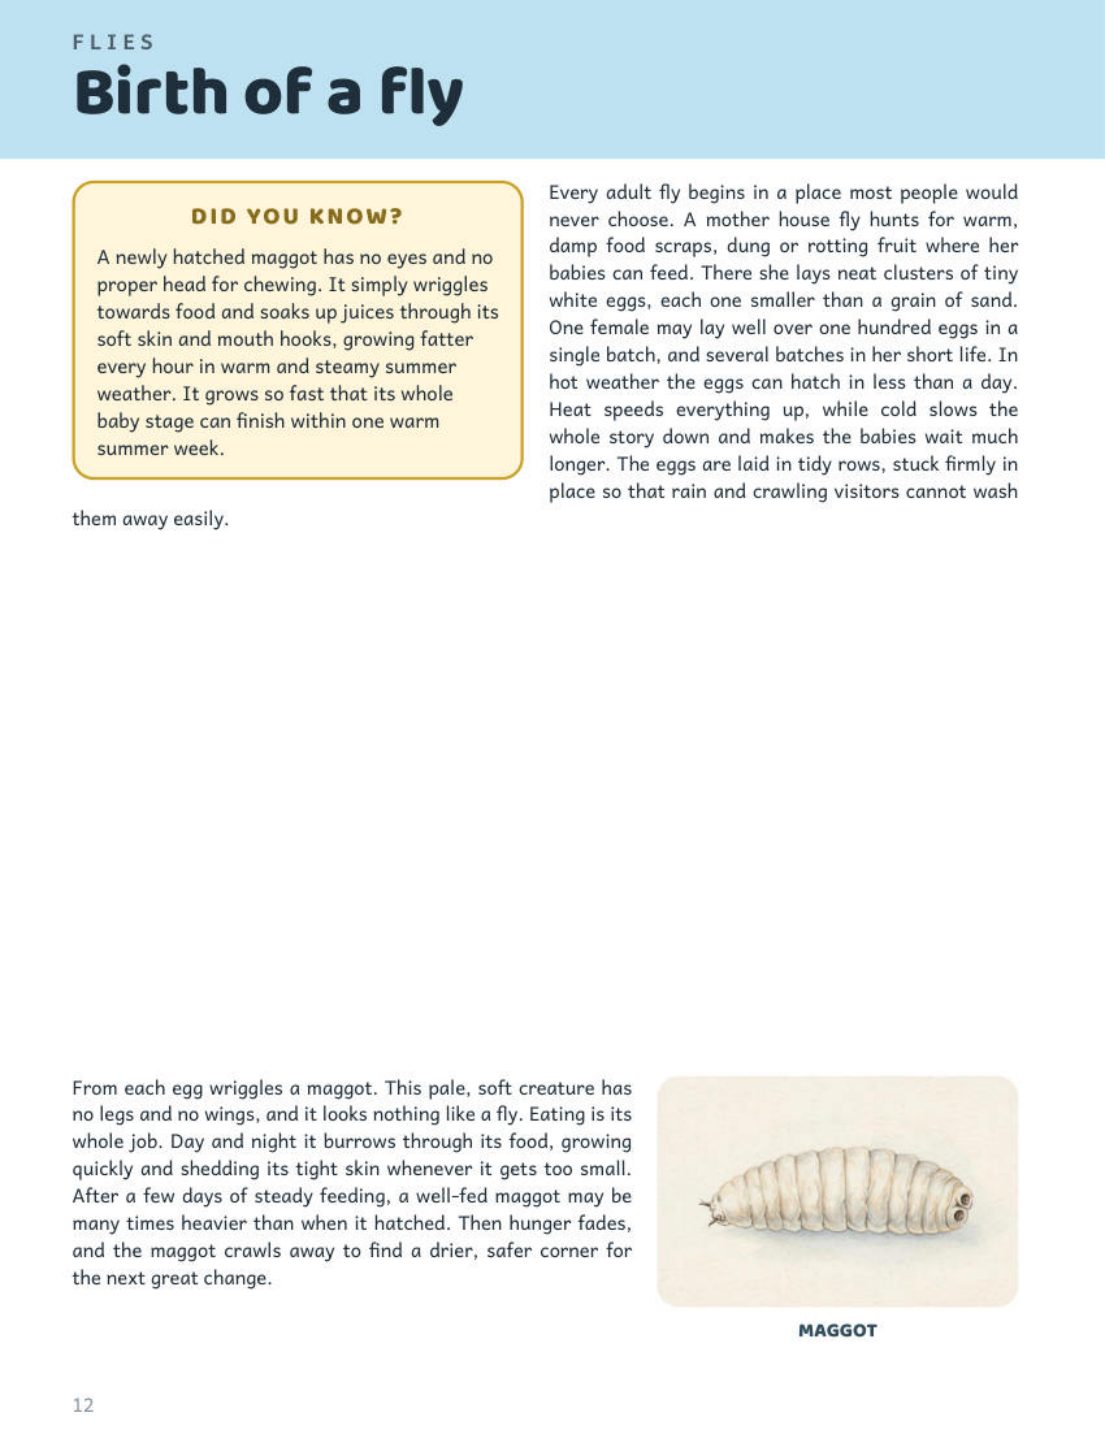 FLIES
Birth of a fly
DID YOU KNOW?
A newly hatched maggot has no eyes and no
proper head for chewing. It simply wriggles
towards food and soaks up juices through its
soft skin and mouth hooks, growing fatter
every hour in warm and steamy summer
weather. It grows so fast that its whole
baby stage can finish within one warm
summer week.
Every adult fly begins in a place most people would
never choose. A mother house fly hunts for warm,
damp food scraps, dung or rotting fruit where her
babies can feed. There she lays neat clusters of tiny
white eggs, each one smaller than a grain of sand.
One female may lay well over one hundred eggs in a
single batch, and several batches in her short life. In
hot weather the eggs can hatch in less than a day.
Heat speeds everything up, while cold slows the
whole story down and makes the babies wait much
longer. The eggs are laid in tidy rows, stuck firmly in
place so that rain and crawling visitors cannot wash
them away easily.
From each egg wriggles a maggot. This pale, soft creature has
no legs and no wings, and it looks nothing like a fly. Eating is its
whole job. Day and night it burrows through its food, growing
quickly and shedding its tight skin whenever it gets too small.
After a few days of steady feeding, a well-fed maggot may be
many times heavier than when it hatched. Then hunger fades,
and the maggot crawls away to find a drier, safer corner for
the next great change.
MAGGOT
12